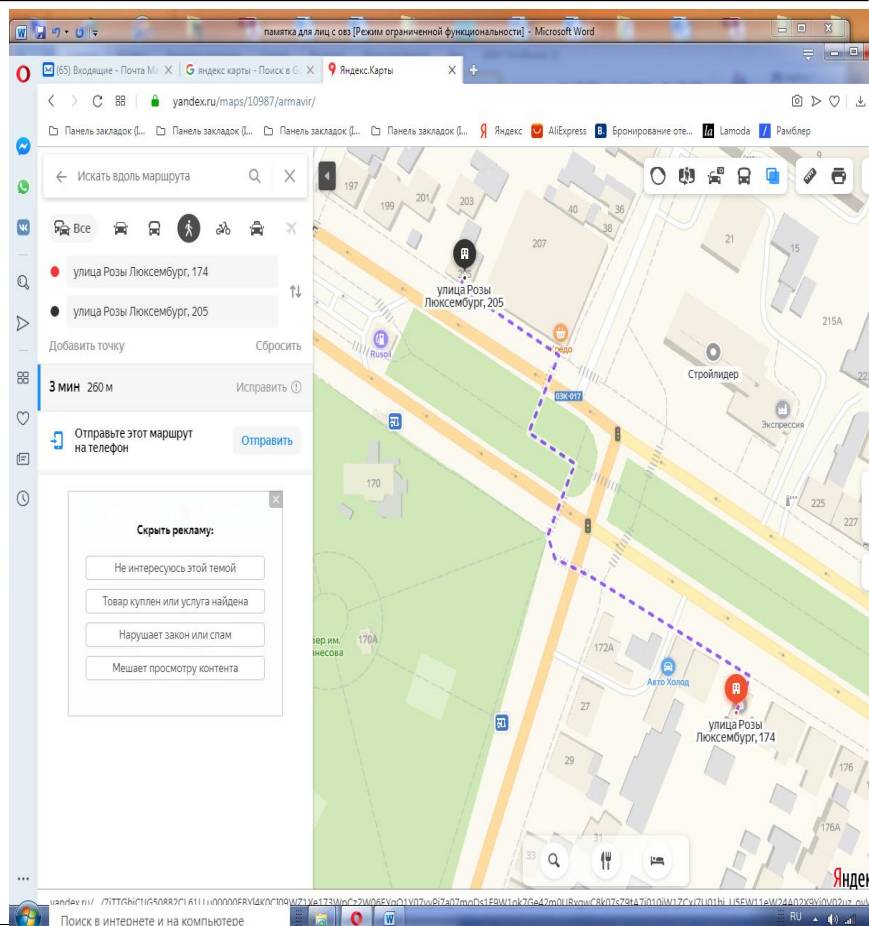 памятка для лиц с овз [Режим ограниченной функциональности] - Microsoft Word
(65) Входящие - Почта Ma
яндекс карты - Поиск в G
Яндекс.Карты
yandex.ru/maps/10987/armavir/
Панель закладок (I...
Панель закладок (I...
Панель закладок (I...
Панель закладок (I...
Яндекс
AliExpress
Бронирование оте...
Lamoda
Рамблер
Искать вдоль маршрута
Все
улица Розы Люксембург, 174
улица Розы Люксембург, 205
Добавить точку
Сбросить
3 мин 260 м
Исправить
Отправьте этот маршрут
на телефон
Отправить
Скрыть рекламу:
Не интересуюсь этой темой
Товар куплен или услуга найдена
Нарушает закон или спам
Мешает просмотру контента
197
199
201
203
40
36
38
207
9
21
15
215А
улица Розы
Люксембург, 205
Rusoil
03К-017
Стройлидер
Экспрессия
170
225
227
170А
172А
Авто Холод
27
улица Розы
Люксембург, 174
29
176
176А
31
33
Яндек
Поиск в интернете и на компьютере
RU